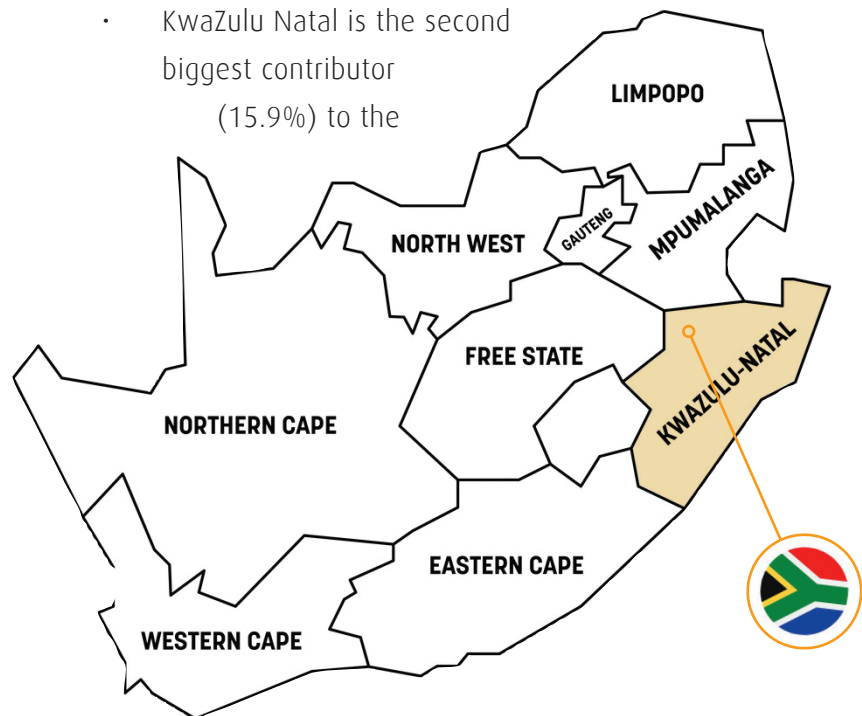 · KwaZulu Natal is the second
biggest contributor
(15.9%) to the
LIMPOPO
MPUMALANGA
GAUTENG
NORTH WEST
KWAZULU-NATAL
FREE STATE
NORTHERN CAPE
EASTERN CAPE
WESTERN CAPE